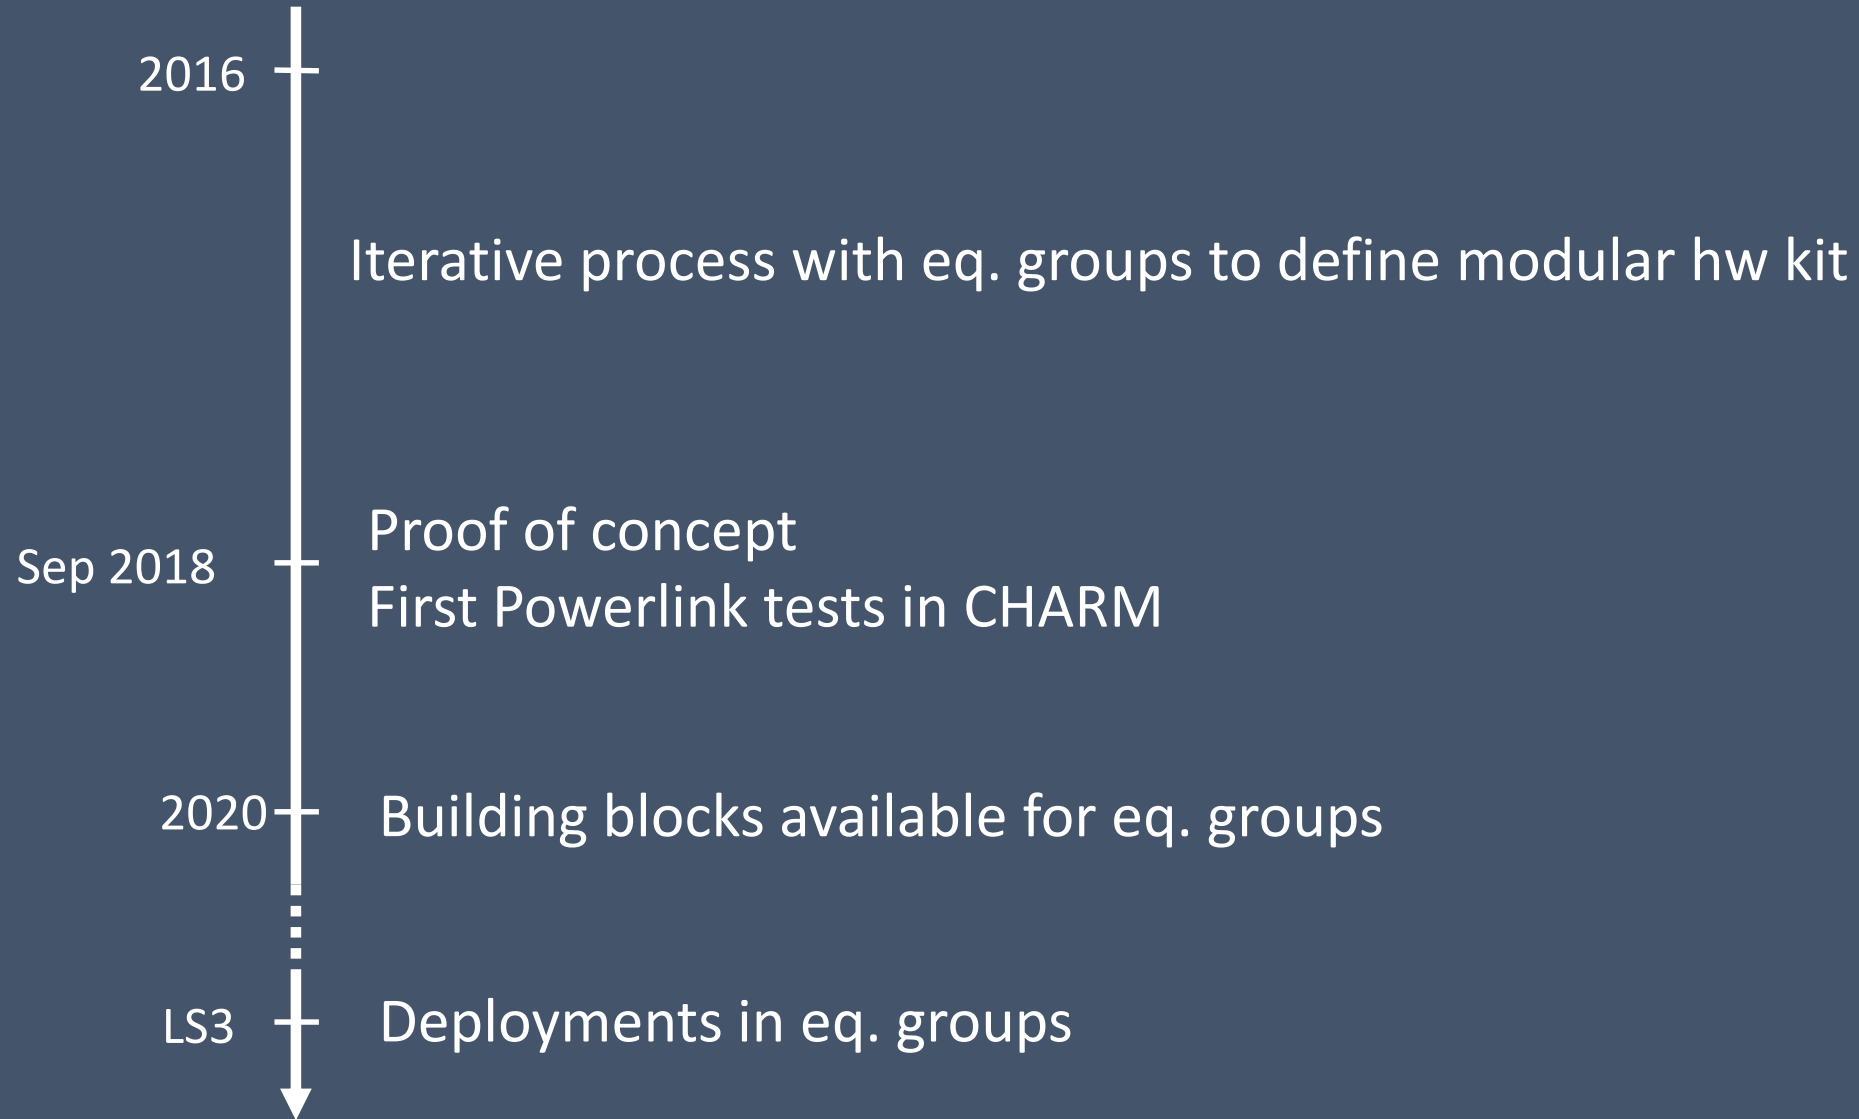 2016
Iterative process with eq. groups to define modular hw kit
Proof of concept
Sep 2018
First Powerlink tests in CHARM
2020
Building blocks available for eq. groups
LS3
Deployments in eq. groups